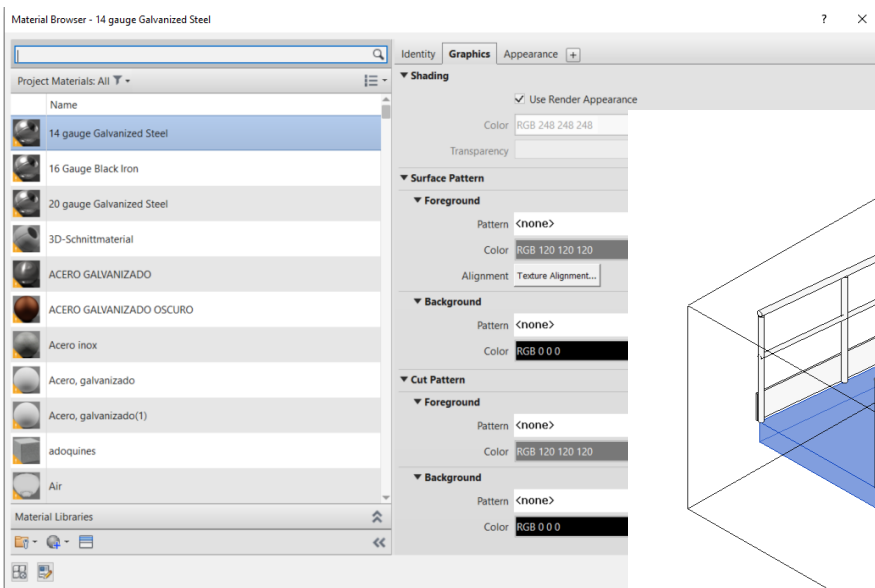 Material Browser - 14 gauge Galvanized Steel
?
Project Materials: All
Name
14 gauge Galvanized Steel
16 Gauge Black Iron
20 gauge Galvanized Steel
3D-Schnittmaterial
ACERO GALVANIZADO
ACERO GALVANIZADO OSCURO
Acero inox
Acero, galvanizado
Acero, galvanizado(1)
adoquines
Air
Material Libraries
Identity Graphics Appearance +
Shading
Use Render Appearance
Color RGB 248 248 248
Transparency
Surface Pattern
Foreground
Pattern <none>
Color RGB 120 120 120
Alignment Texture Alignment...
Background
Pattern <none>
Color RGB 0 0 0
Cut Pattern
Foreground
Pattern <none>
Color RGB 120 120 120
Background
Pattern <none>
Color RGB 0 0 0